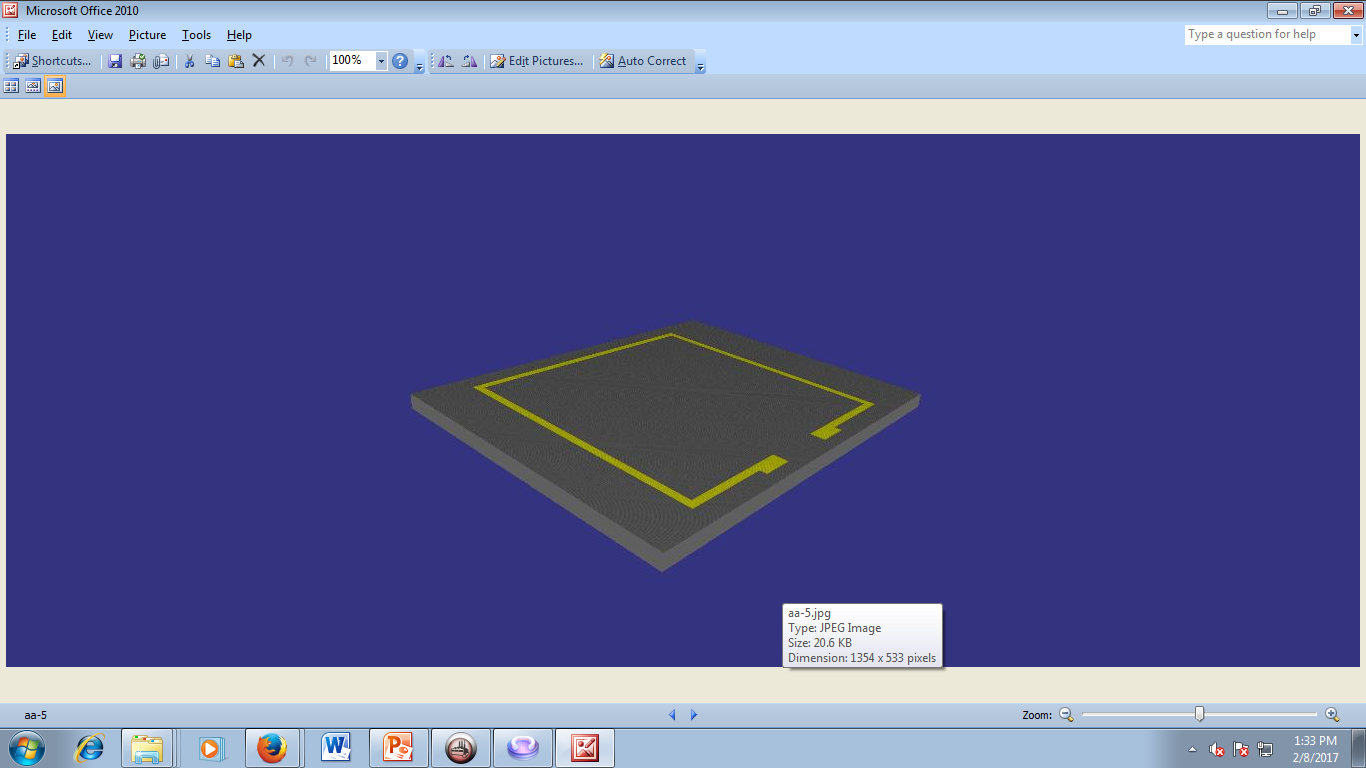 Microsoft Office 2010
File Edit View Picture Tools Help
Type a question for help
Shortcuts... 100% Edit Pictures... Auto Correct
aa-5.jpg
Type: JPEG Image
Size: 20.6 KB
Dimension: 1354 x 533 pixels
aa-5
Zoom:
1:33 PM
2/8/2017